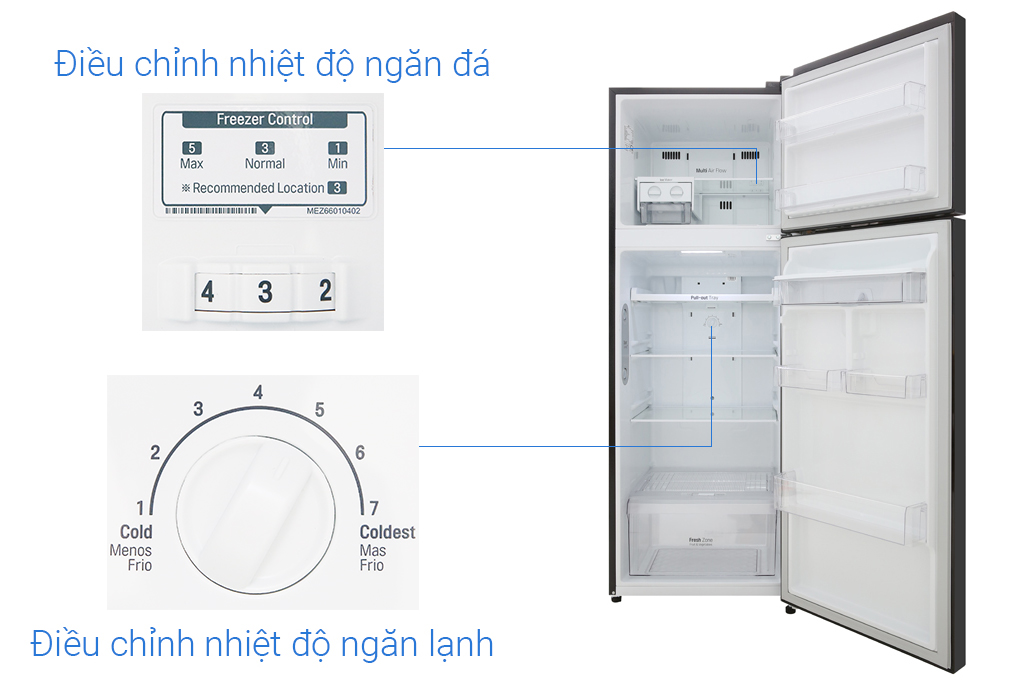 Điều chỉnh nhiệt độ ngăn đá
Freezer Control
5 3 1
Max Normal Min
※ Recommended Location 3
MEZ66010402
4 3 2
Multi Air Flow
Pull-out Tray
Fresh Zone
1 2 3 4 5 6 7
Cold Coldest
Menos Mas
Frio Frio
Điều chỉnh nhiệt độ ngăn lạnh